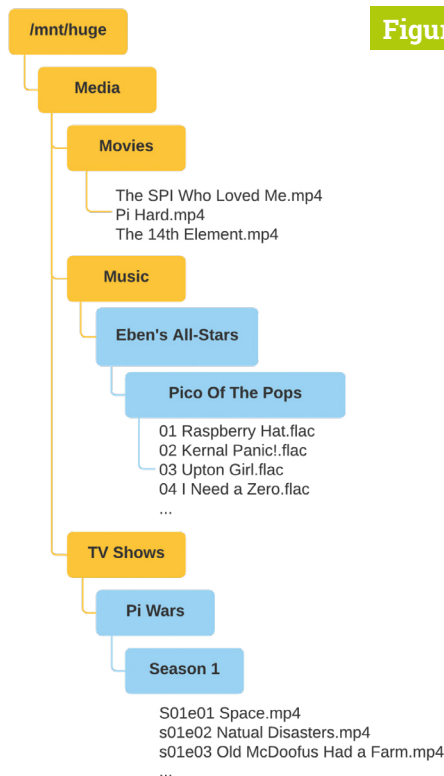 /mnt/huge
Figur
Media
Movies
The SPI Who Loved Me.mp4
Pi Hard.mp4
The 14th Element.mp4
Music
Eben's All-Stars
Pico Of The Pops
01 Raspberry Hat.flac
02 Kernal Panic!.flac
03 Upton Girl.flac
04 I Need a Zero.flac
...
TV Shows
Pi Wars
Season 1
S01e01 Space.mp4
s01e02 Natual Disasters.mp4
s01e03 Old McDoofus Had a Farm.mp4
...